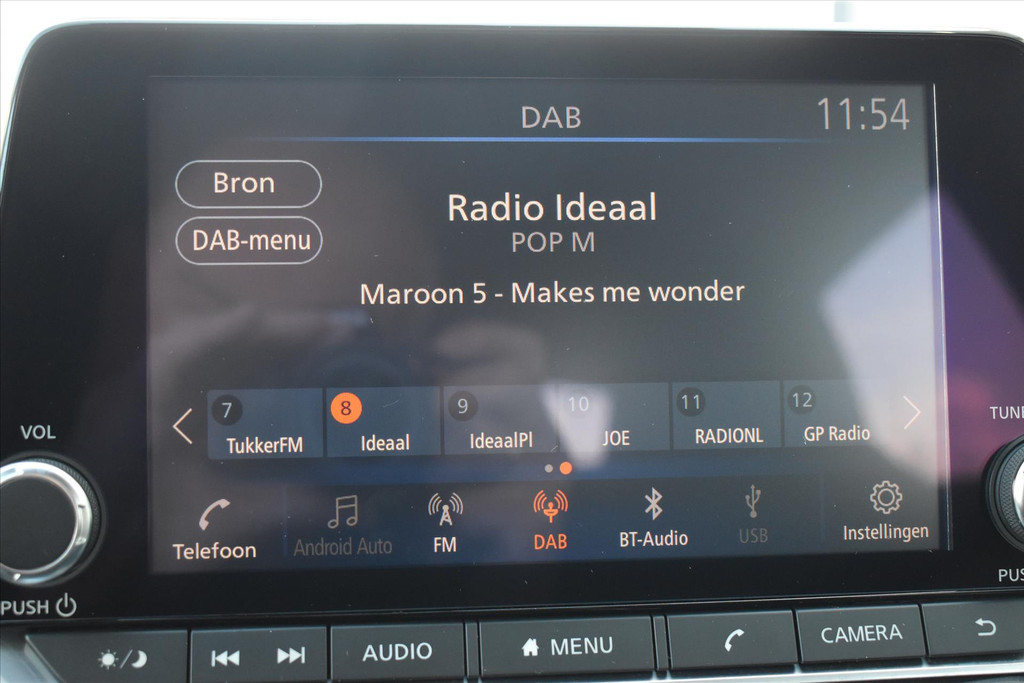 DAB
11:54
Bron
DAB-menu
Radio Ideaal
POP M
Maroon 5 - Makes me wonder
7 8 9 10 11 12
TukkerFM Ideaal IdeaalPl JOE RADIONL GP Radio
VOL
TUNE
Telefoon Android Auto FM DAB BT-Audio USB Instellingen
PUSH
PUS
AUDIO MENU CAMERA